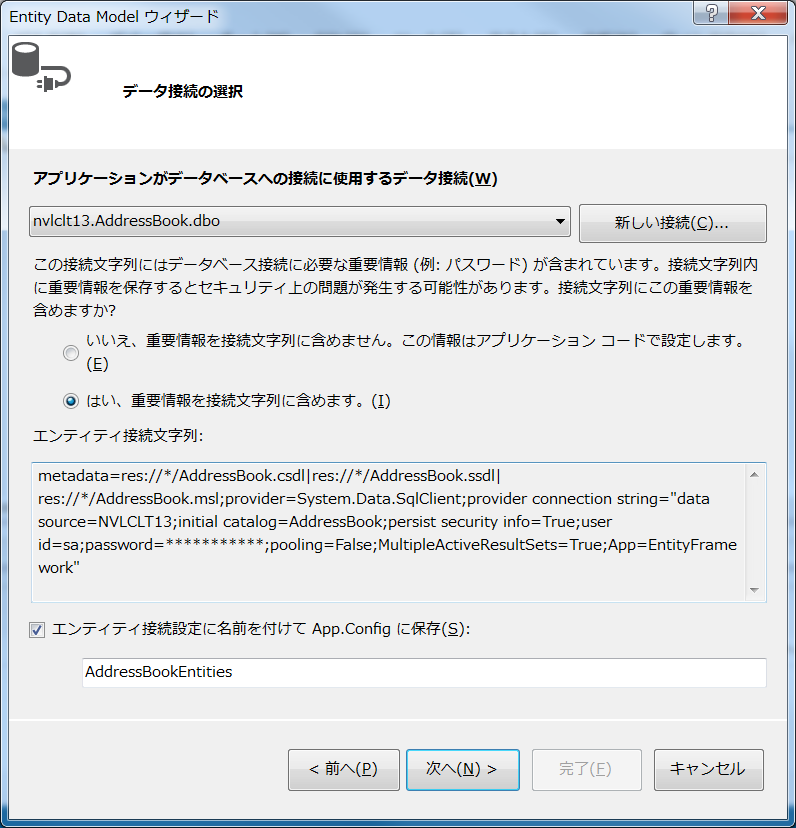 Entity Data Model ウィザード
データ接続の選択
アプリケーションがデータベースへの接続に使用するデータ接続(W)
nvlclt13.AddressBook.dbo
新しい接続(C)...
この接続文字列にはデータベース接続に必要な重要情報 (例: パスワード) が含まれています。接続文字列内
に重要情報を保存するとセキュリティ上の問題が発生する可能性があります。接続文字列にこの重要情報を
含めますか?
いいえ、重要情報を接続文字列に含めません。この情報はアプリケーション コードで設定します。
(E)
はい、重要情報を接続文字列に含めます。(I)
エンティティ接続文字列:
metadata=res://*/AddressBook.csdl|res://*/AddressBook.ssdl|
res://*/AddressBook.msl;provider=System.Data.SqlClient;provider connection string="data
source=NVLCLT13;initial catalog=AddressBook;persist security info=True;user
id=sa;password=***********;pooling=False;MultipleActiveResultSets=True;App=EntityFrame
work"
エンティティ接続設定に名前を付けて App.Config に保存(S):
AddressBookEntities
< 前へ(P)
次へ(N) >
完了(F)
キャンセル